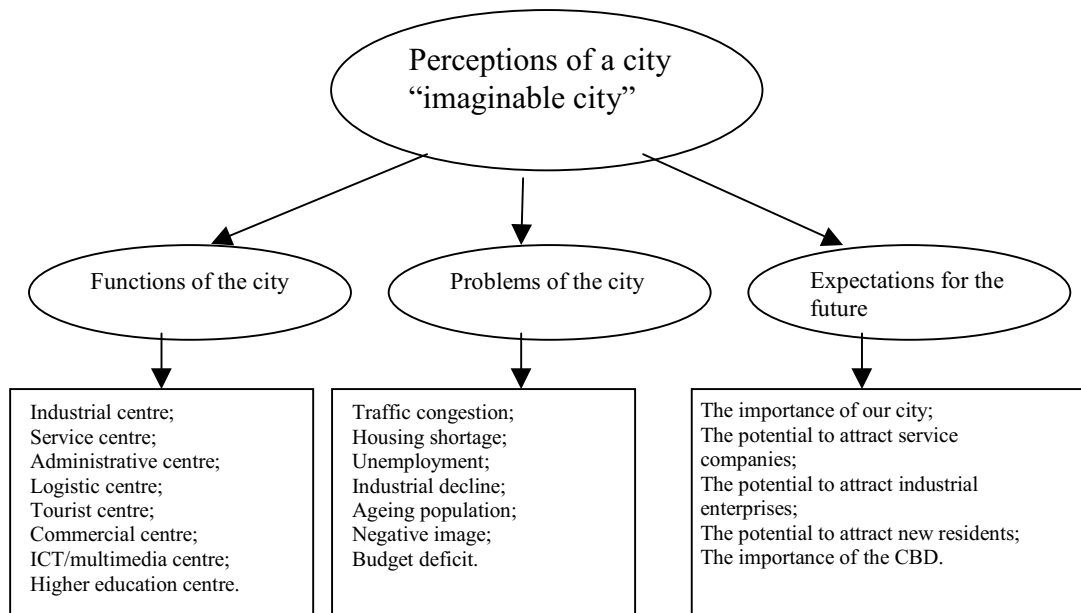 Perceptions of a city
“imaginable city”
Functions of the city
Problems of the city
Expectations for the
future
Industrial centre;
Service centre;
Administrative centre;
Logistic centre;
Tourist centre;
Commercial centre;
ICT/multimedia centre;
Higher education centre.
Traffic congestion;
Housing shortage;
Unemployment;
Industrial decline;
Ageing population;
Negative image;
Budget deficit.
The importance of our city;
The potential to attract service
companies;
The potential to attract industrial
enterprises;
The potential to attract new residents;
The importance of the CBD.